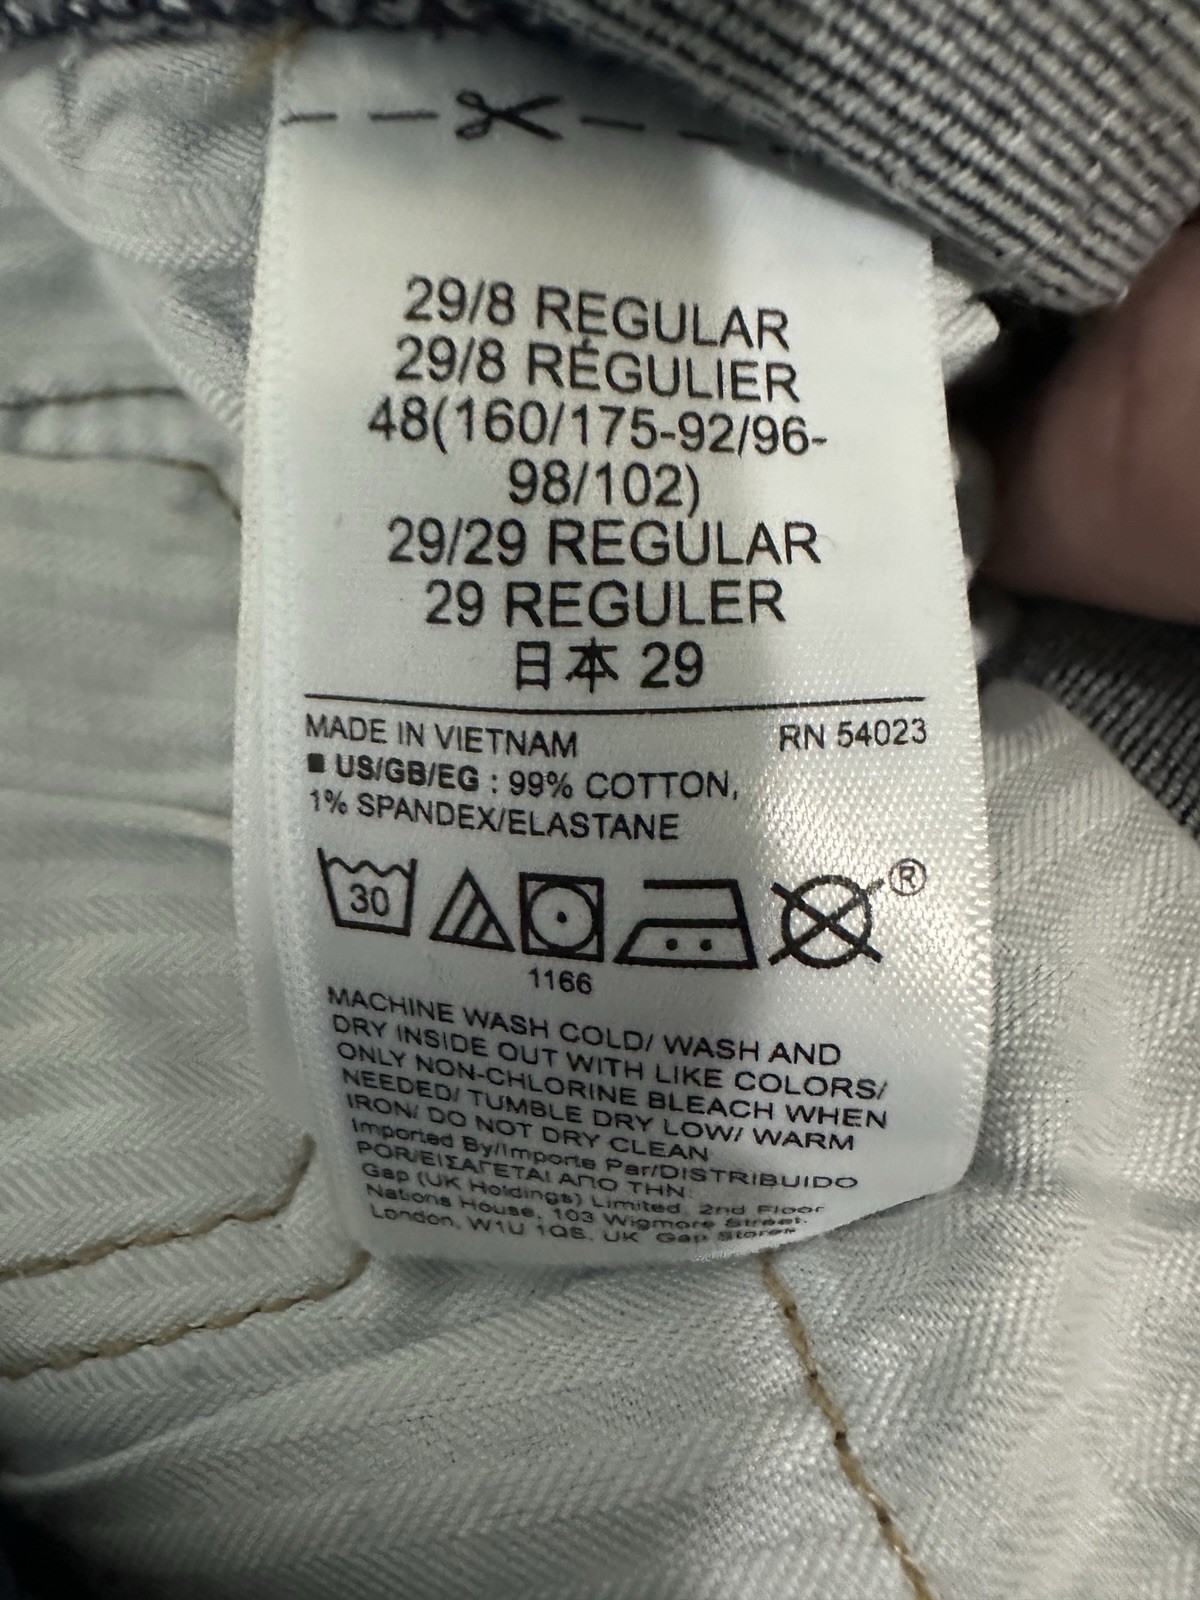 29/8 REGULAR
29/8 RÉGULIER
48(160/175-92/96-
98/102)
29/29 REGULAR
29 REGULER
日本 29
MADE IN VIETNAM RN 54023
US/GB/EG : 99% COTTON,
1% SPANDEX/ELASTANE
30
®
1166
MACHINE WASH COLD/ WASH AND
DRY INSIDE OUT WITH LIKE COLORS/
ONLY NON-CHLORINE BLEACH WHEN
NEEDED/ TUMBLE DRY LOW/ WARM
IRON/ DO NOT DRY CLEAN
Imported By/Importe Par/DISTRIBUIDO
POR/ΕΙΣΑΓΕΤΑΙ ΑΠΟ ΤΗΝ:
Gap (UK Holdings) Limited, 2nd Floor
Nations House, 103 Wigmore Street,
London, W1U 1QS, UK Gap Stores